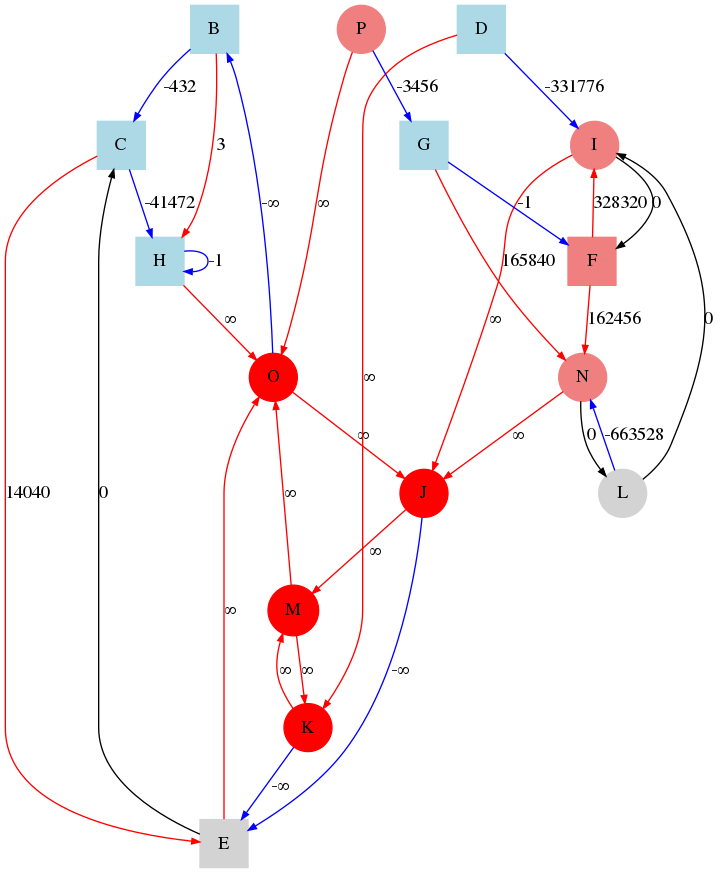 B P D
-432 -3456 -331776
C 3 G I
-41472 -∞ ∞ -1 328320 0
H -1 165840 F
∞ 162456 0
O ∞ N
∞ ∞ 0 -663528
14040 0 J L
∞ ∞
M
∞ ∞ ∞ -∞
K
-∞
E
∞